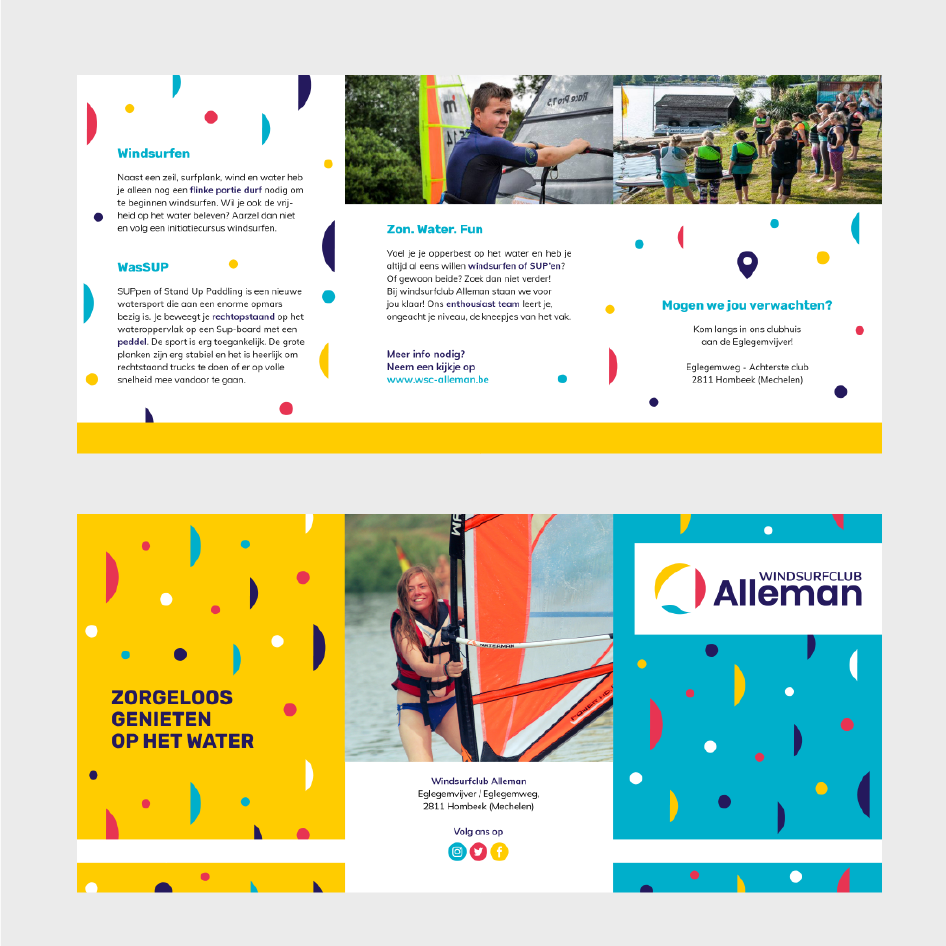 Windsurfen
Naast een zeil, surfplank, wind en water heb
je alleen nog een flinke portie durf nodig om
te beginnen windsurfen. Wil je ook de vrij-
heid op het water beleven? Aarzel dan niet
en volg een initiatiecursus windsurfen.
WasSUP
SUP'pen of Stand Up Paddling is een nieuwe
watersport die aan een enorme opmars
bezig is. Je beweegt je rechtopstaand op het
wateroppervlak op een Sup-board met een
peddel. De sport is erg toegankelijk. De grote
planken zijn erg stabiel en het is heerlijk om
rechtstaand trucks te doen of er op volle
snelheid mee vandoor te gaan.
Race Pro 7.5
Zon. Water. Fun
Voel je je opperbest op het water en heb je
altijd al eens willen windsurfen of SUP'en?
Of gewoon beide? Zoek dan niet verder!
Bij windsurfclub Alleman staan we voor
jou klaar! Ons enthousiast team leert je,
ongeacht je niveau, de kneepjes van het vak.
Meer info nodig?
Neem een kijkje op
www.wsc-alleman.be
Mogen we jou verwachten?
Kom langs in ons clubhuis
aan de Eglegemvijver!
Eglegemweg - Achterste club
2811 Hombeek (Mechelen)
ZORGELOOS
GENIETEN
OP HET WATER
WATERMAN
Windsurfclub Alleman
Eglegemvijver / Eglegemweg,
2811 Hombeek (Mechelen)
Volg ons op
WINDSURFCLUB
Alleman